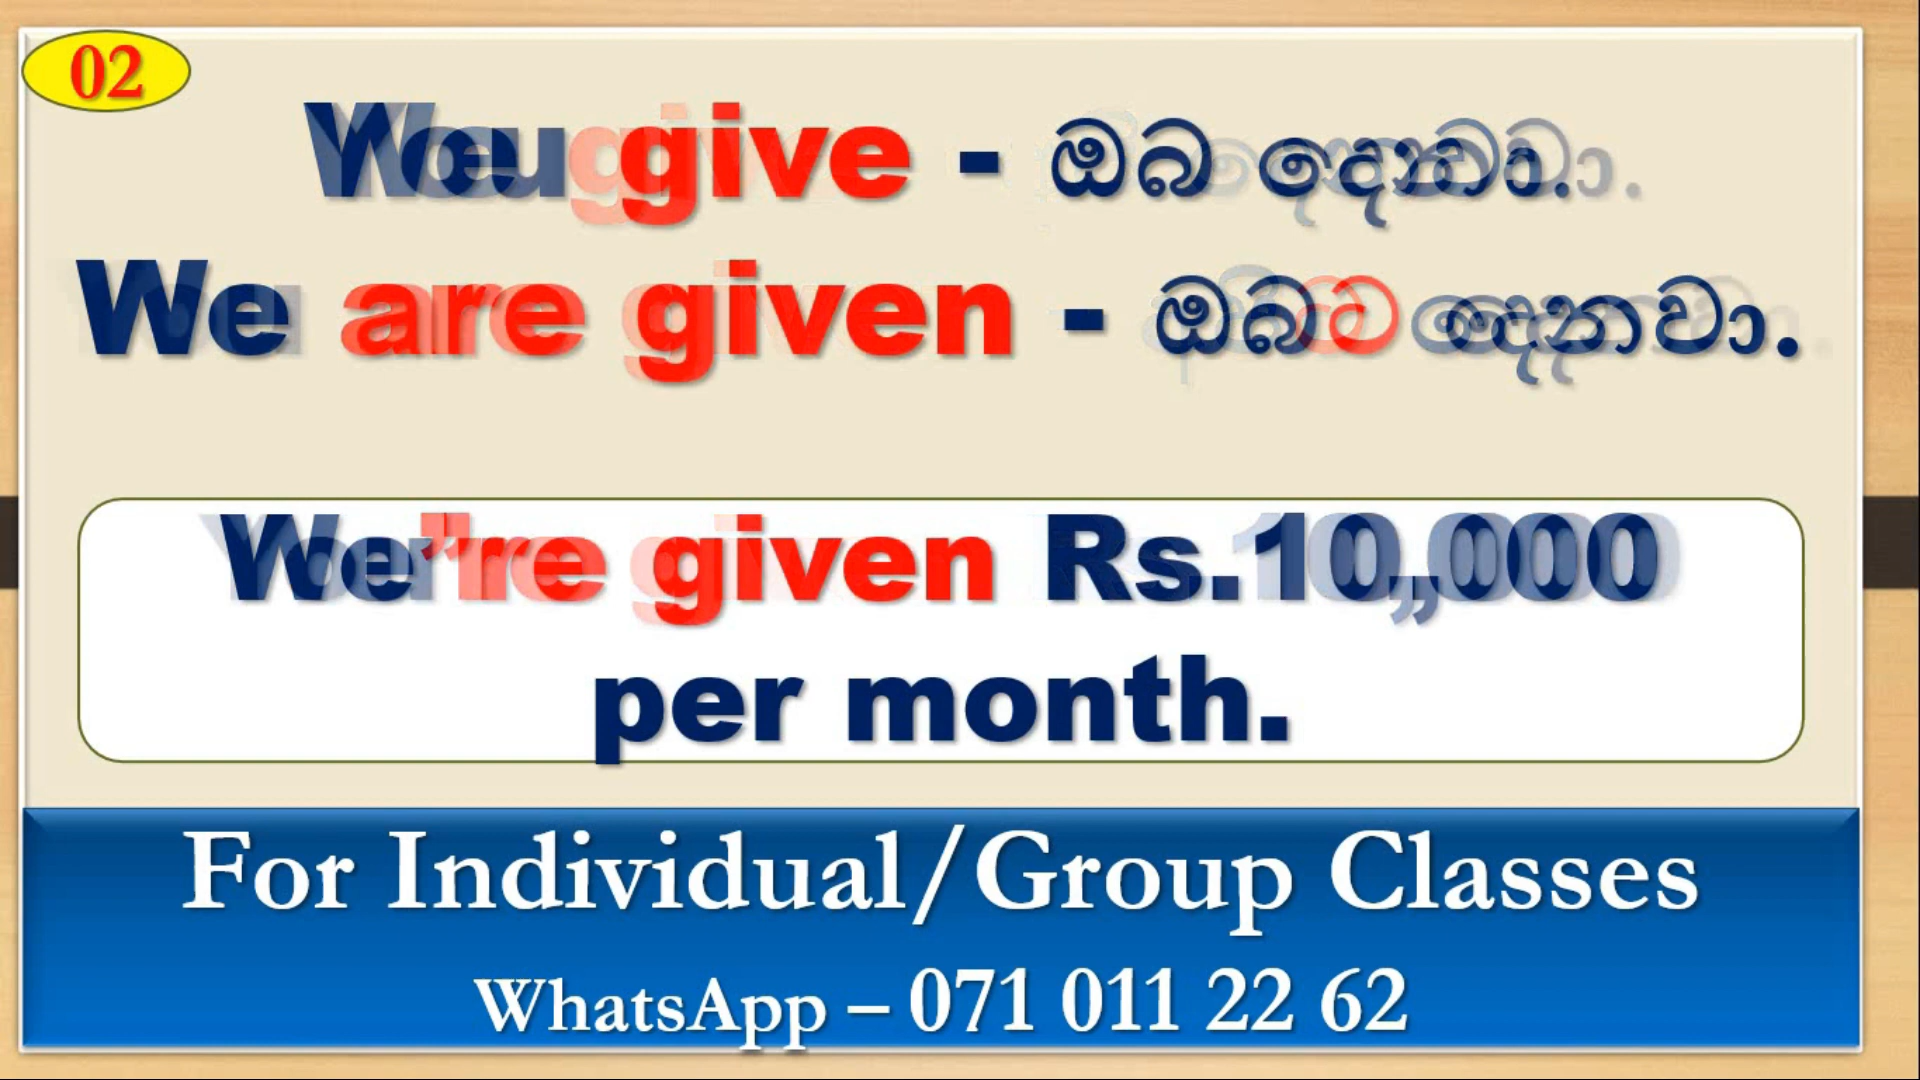 02
give - ඔබ දෙනවා.
We are given - ඔබට දෙනවා.
We're given Rs.10,000
per month.
For Individual/Group Classes
WhatsApp – 071 011 22 62